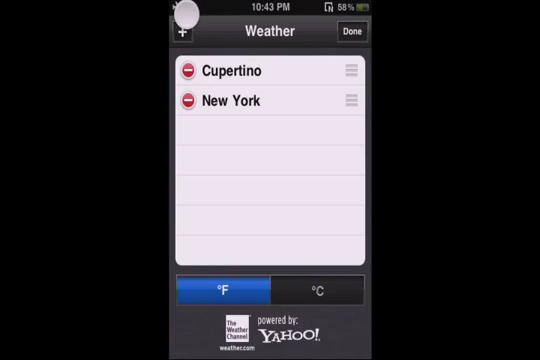 10:43 PM 58%
+ Weather Done
Cupertino
New York
°F °C
The Weather Channel
weather.com
powered by:
YAHOO!